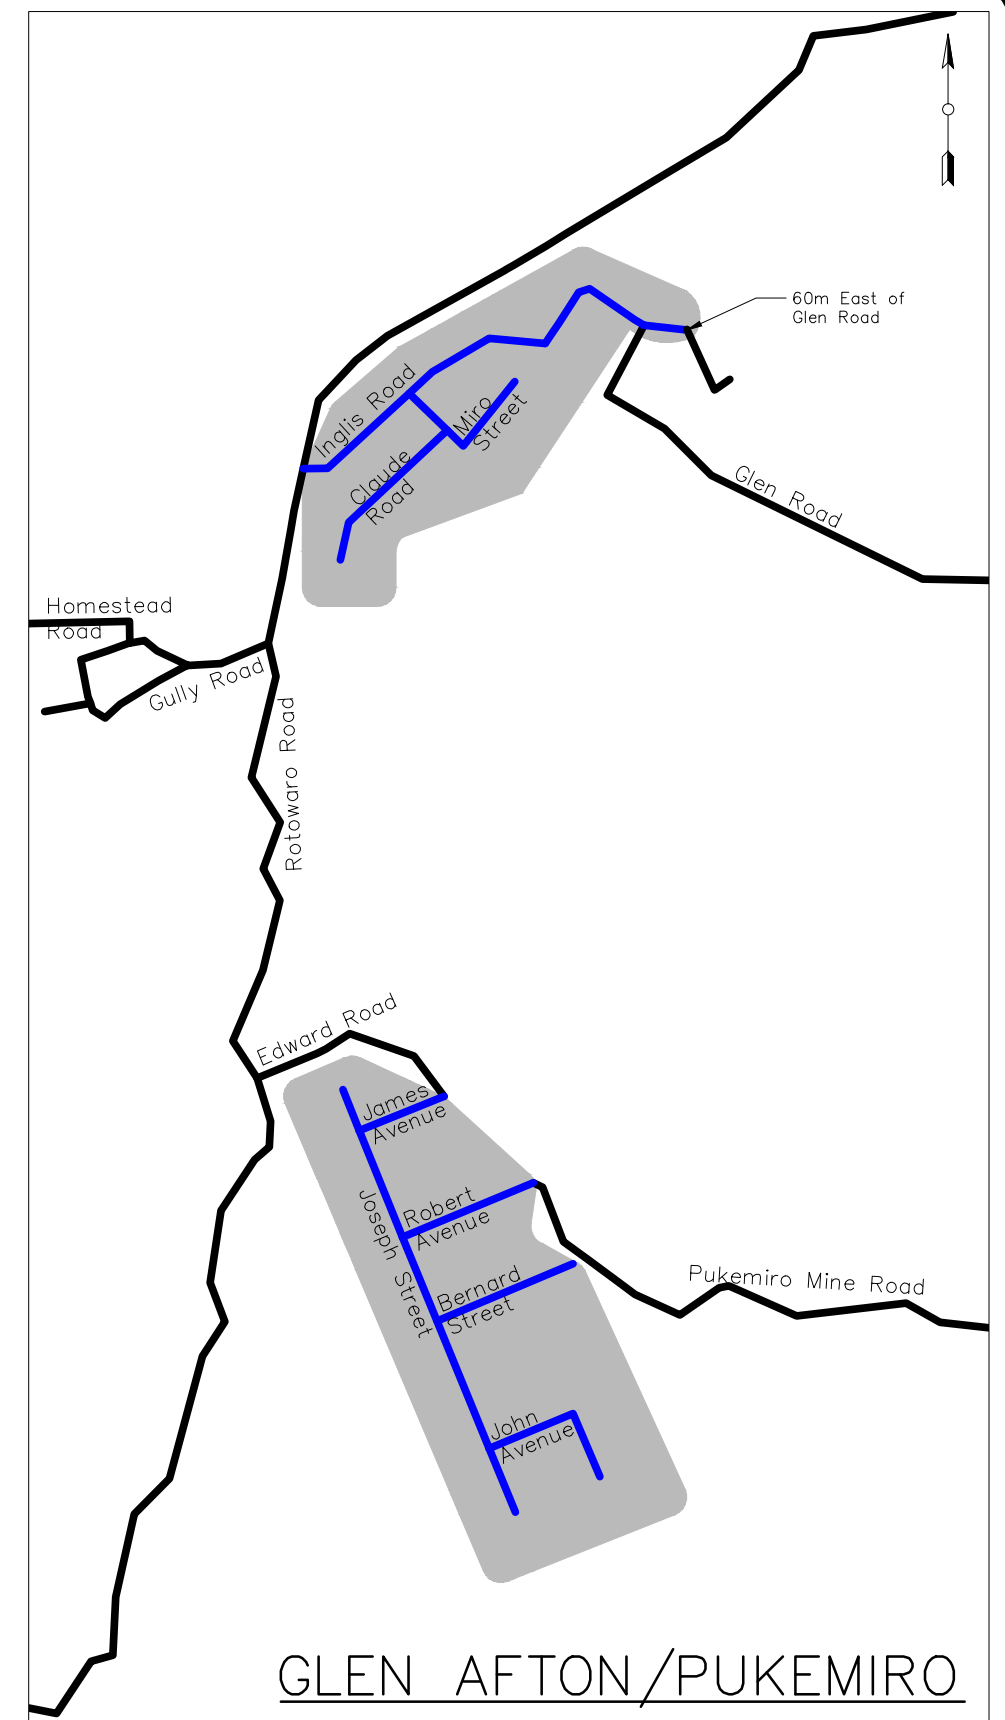 60m East of
Glen Road
Inglis Road
Miro
Street
Claude
Road
Glen Road
Homestead
Road
Gully Road
Rotowaro Road
Edward Road
James
Avenue
Joseph Street
Robert
Avenue
Bernard
Street
Pukemiro Mine Road
John
Avenue
GLEN AFTON/PUKEMIRO